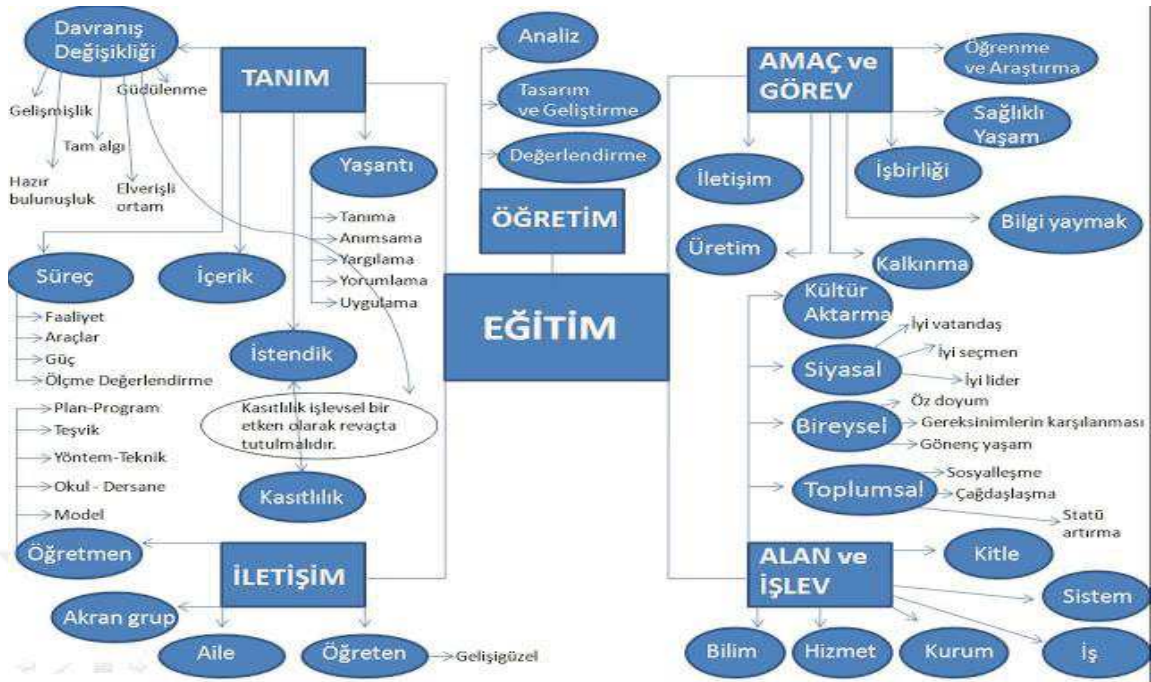 Davranış
Değişikliği
Gelişmişlik
Güdülenme
Tam algı
Hazır
bulunuşluk
Elverişli
ortam
TANIM
Yaşantı
Tanıma
Anımsama
Yargılama
Yorumlama
Uygulama
Süreç
Faaliyet
Araçlar
Güç
Ölçme Değerlendirme
İçerik
İstendik
Kasıtlılık işlevsel bir
etken olarak revaçta
tutulmalıdır.
Kasıtlılık
Analiz
Tasarım
ve Geliştirme
Değerlendirme
ÖĞRETİM
EĞİTİM
AMAÇ ve
GÖREV
Öğrenme
ve Araştırma
Sağlıklı
Yaşam
İletişim
İşbirliği
Bilgi yaymak
Üretim
Kalkınma
Kültür
Aktarma
Siyasal
İyi vatandaş
İyi seçmen
İyi lider
Bireysel
Öz doyum
Gereksinimlerin karşılanması
Gönenç yaşam
Toplumsal
Sosyalleşme
Çağdaşlaşma
Statü
artırma
Plan-Program
Teşvik
Yöntem-Teknik
Okul - Dersane
Model
Öğretmen
İLETİŞİM
Akran grup
Aile
Öğreten
Gelişigüzel
ALAN ve
İŞLEV
Kitle
Sistem
Bilim
Hizmet
Kurum
İş